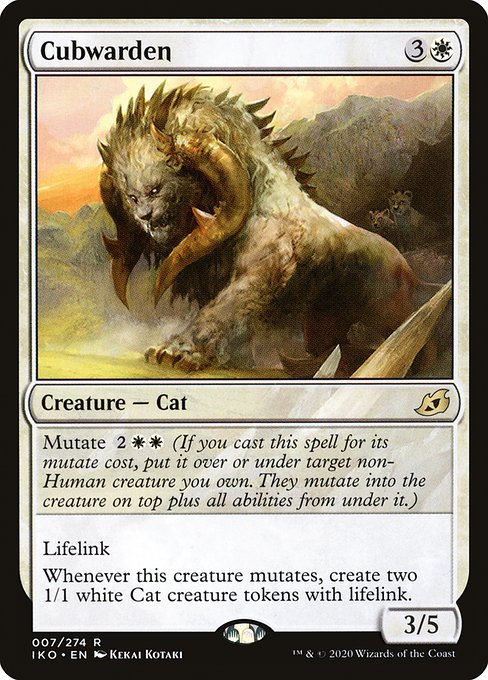 Cubwarden 3
Creature — Cat
Mutate 2 (If you cast this spell for its
mutate cost, put it over or under target non-
Human creature you own. They mutate into the
creature on top plus all abilities from under it.)
Lifelink
Whenever this creature mutates, create two
1/1 white Cat creature tokens with lifelink.
3/5
007/274 R
IKO • EN Kekai Kotaki ™ & © 2020 Wizards of the Coast